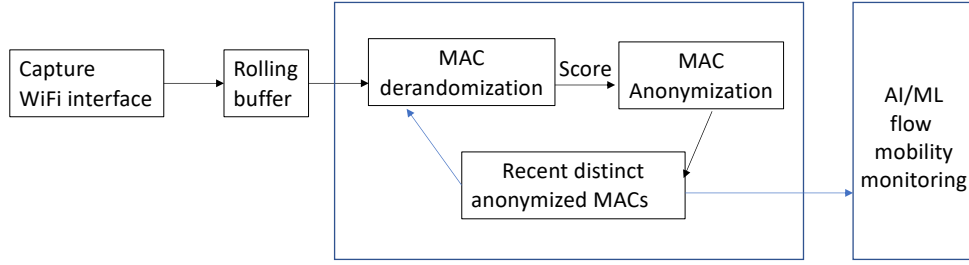 Capture
WiFi interface
Rolling
buffer
MAC
derandomization
Score
MAC
Anonymization
Recent distinct
anonymized MACs
AI/ML
flow
mobility
monitoring